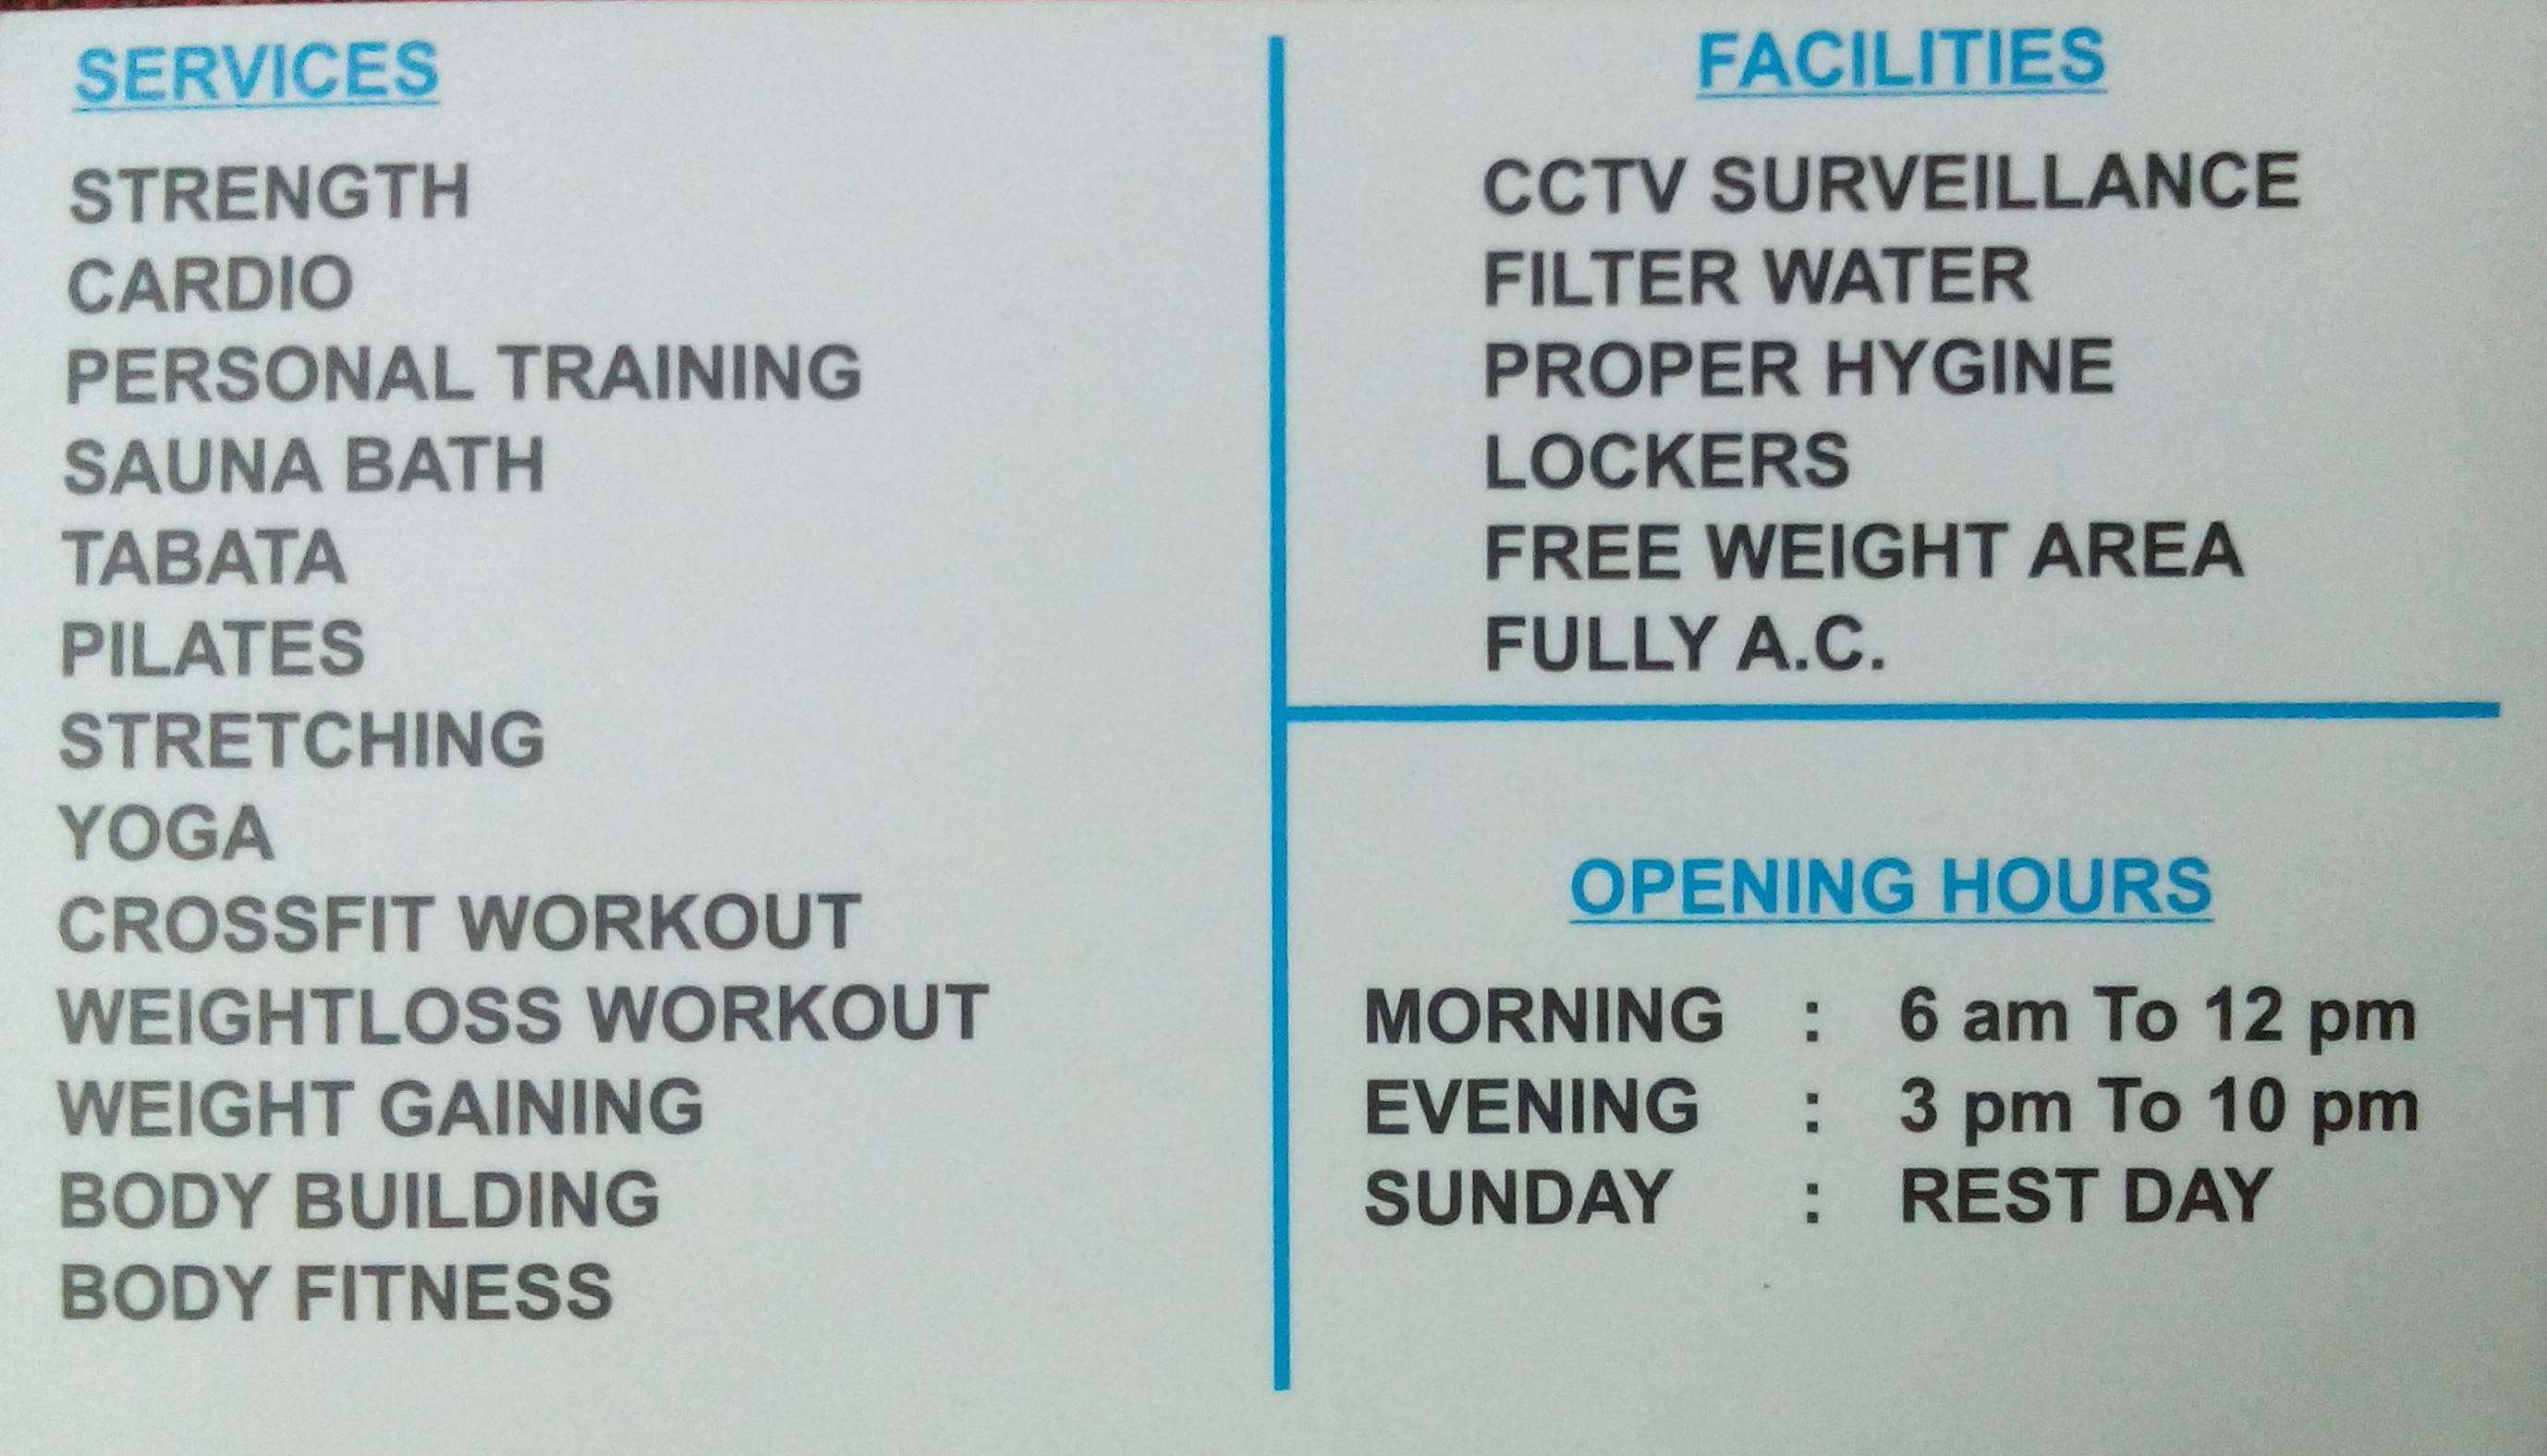 SERVICES
STRENGTH
CARDIO
PERSONAL TRAINING
SAUNA BATH
TABATA
PILATES
STRETCHING
YOGA
CROSSFIT WORKOUT
WEIGHTLOSS WORKOUT
WEIGHT GAINING
BODY BUILDING
BODY FITNESS
FACILITIES
CCTV SURVEILLANCE
FILTER WATER
PROPER HYGINE
LOCKERS
FREE WEIGHT AREA
FULLY A.C.
OPENING HOURS
MORNING : 6 am To 12 pm
EVENING : 3 pm To 10 pm
SUNDAY : REST DAY